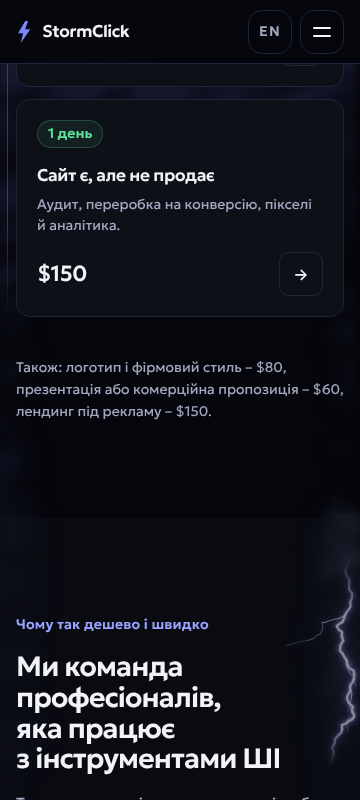 StormClick
EN
1 день
Сайт є, але не продає
Аудит, переробка на конверсію, пікселі
й аналітика.
$150
Також: логотип і фірмовий стиль – $80,
презентація або комерційна пропозиція – $60,
лендинг під рекламу – $150.
Чому так дешево і швидко
Ми команда
професіоналів,
яка працює
з інструментами ШІ